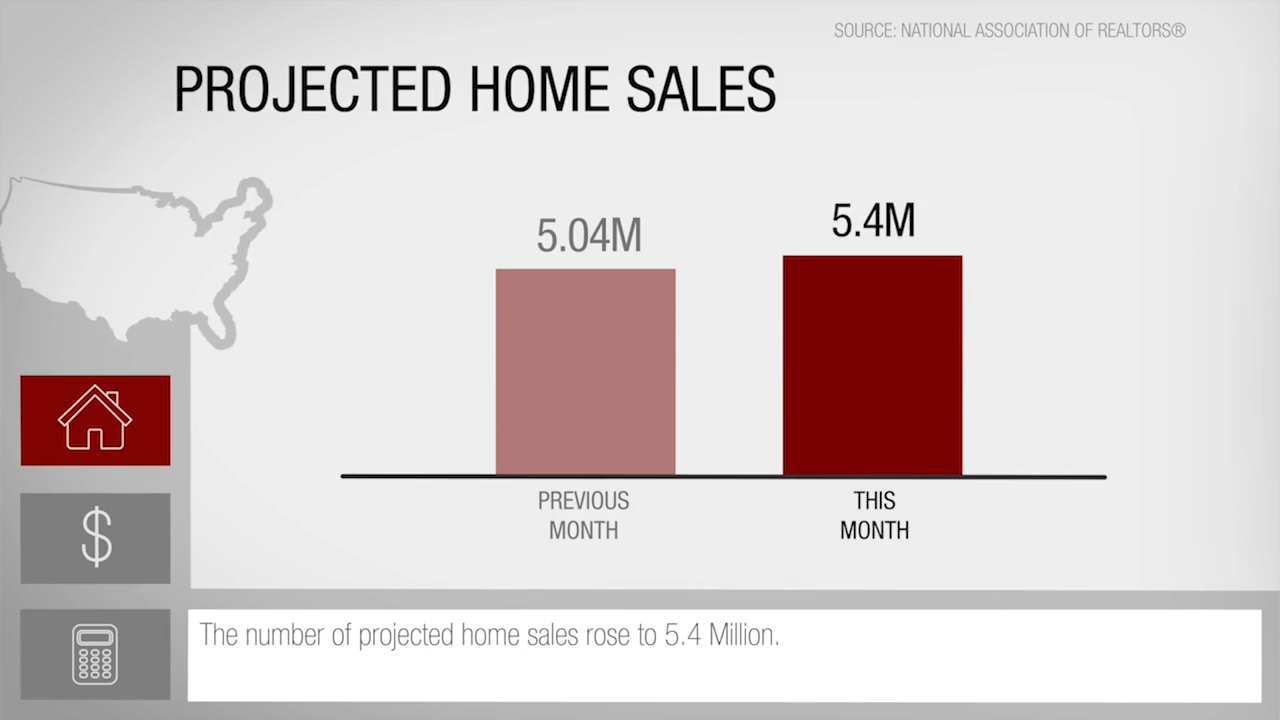 SOURCE: NATIONAL ASSOCIATION OF REALTORS®
PROJECTED HOME SALES
5.04M
5.4M
PREVIOUS
MONTH
THIS
MONTH
$
The number of projected home sales rose to 5.4 Million.